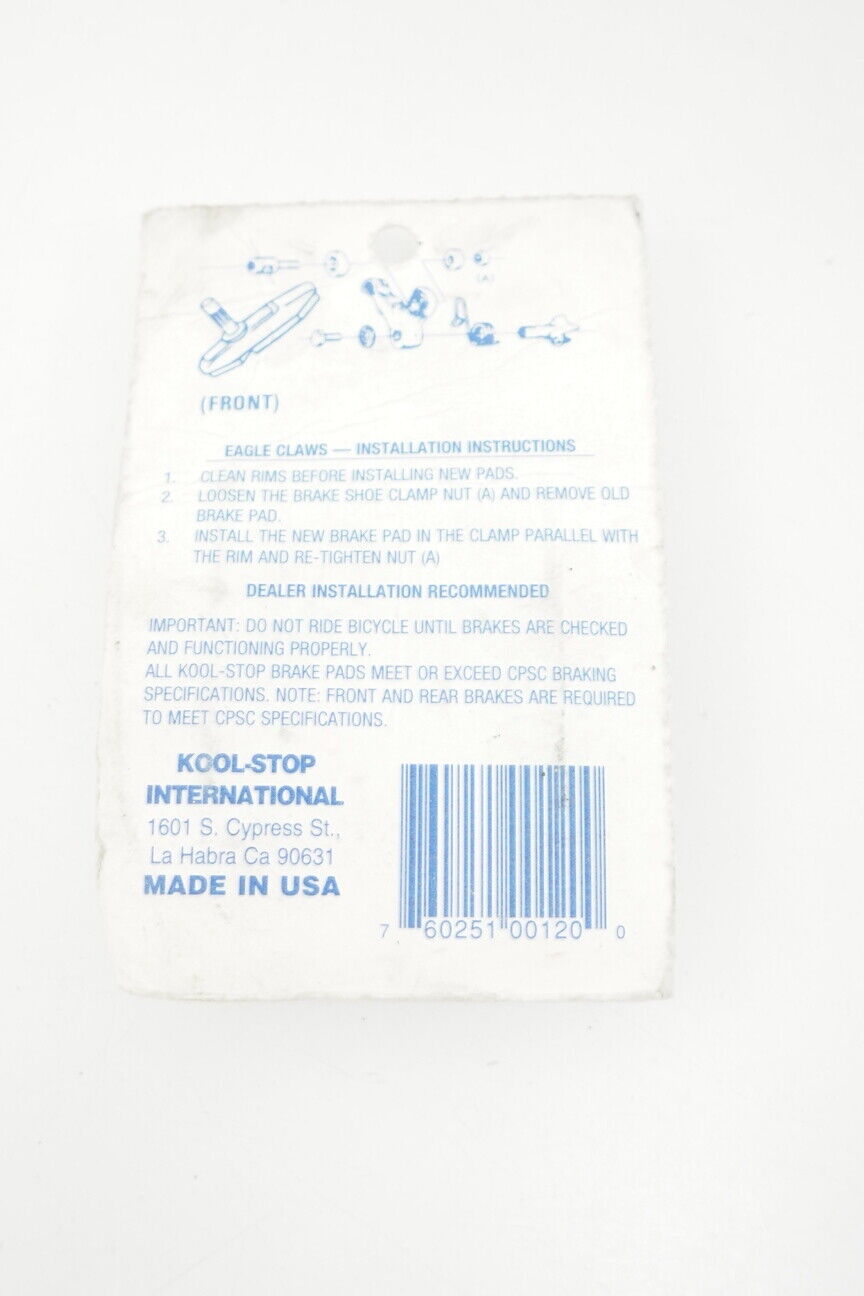 (A)
(FRONT)
EAGLE CLAWS — INSTALLATION INSTRUCTIONS
1. CLEAN RIMS BEFORE INSTALLING NEW PADS.
2. LOOSEN THE BRAKE SHOE CLAMP NUT (A) AND REMOVE OLD
BRAKE PAD.
3. INSTALL THE NEW BRAKE PAD IN THE CLAMP PARALLEL WITH
THE RIM AND RE-TIGHTEN NUT (A)
DEALER INSTALLATION RECOMMENDED
IMPORTANT: DO NOT RIDE BICYCLE UNTIL BRAKES ARE CHECKED
AND FUNCTIONING PROPERLY.
ALL KOOL-STOP BRAKE PADS MEET OR EXCEED CPSC BRAKING
SPECIFICATIONS. NOTE: FRONT AND REAR BRAKES ARE REQUIRED
TO MEET CPSC SPECIFICATIONS.
KOOL-STOP
INTERNATIONAL
1601 S. Cypress St.,
La Habra Ca 90631
MADE IN USA
7 60251 00120 0